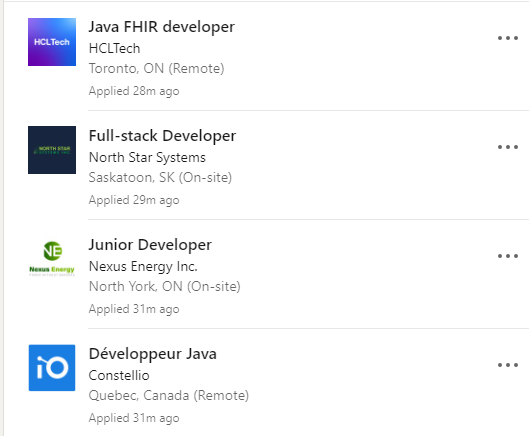 HCLTech
Java FHIR developer
HCLTech
Toronto, ON (Remote)
Applied 28m ago
NORTH STAR
SYSTEMS INC
Full-stack Developer
North Star Systems
Saskatoon, SK (On-site)
Applied 29m ago
NE
Nexus Energy
Junior Developer
Nexus Energy Inc.
North York, ON (On-site)
Applied 31m ago
iO
Développeur Java
Constellio
Quebec, Canada (Remote)
Applied 31m ago